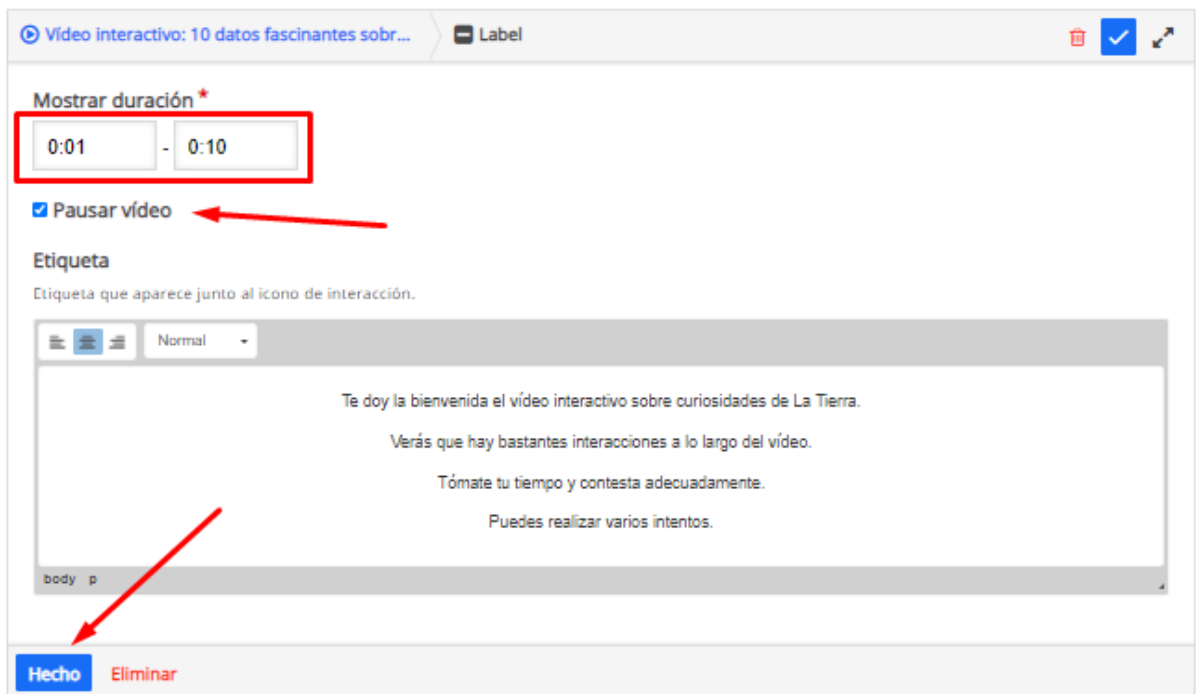 Vídeo interactivo: 10 datos fascinantes sobr... Label
Mostrar duración *
0:01 - 0:10
Pausar vídeo
Etiqueta
Etiqueta que aparece junto al icono de interacción.
Normal
Te doy la bienvenida el vídeo interactivo sobre curiosidades de La Tierra.
Verás que hay bastantes interacciones a lo largo del vídeo.
Tómate tu tiempo y contesta adecuadamente.
Puedes realizar varios intentos.
body p
Hecho Eliminar